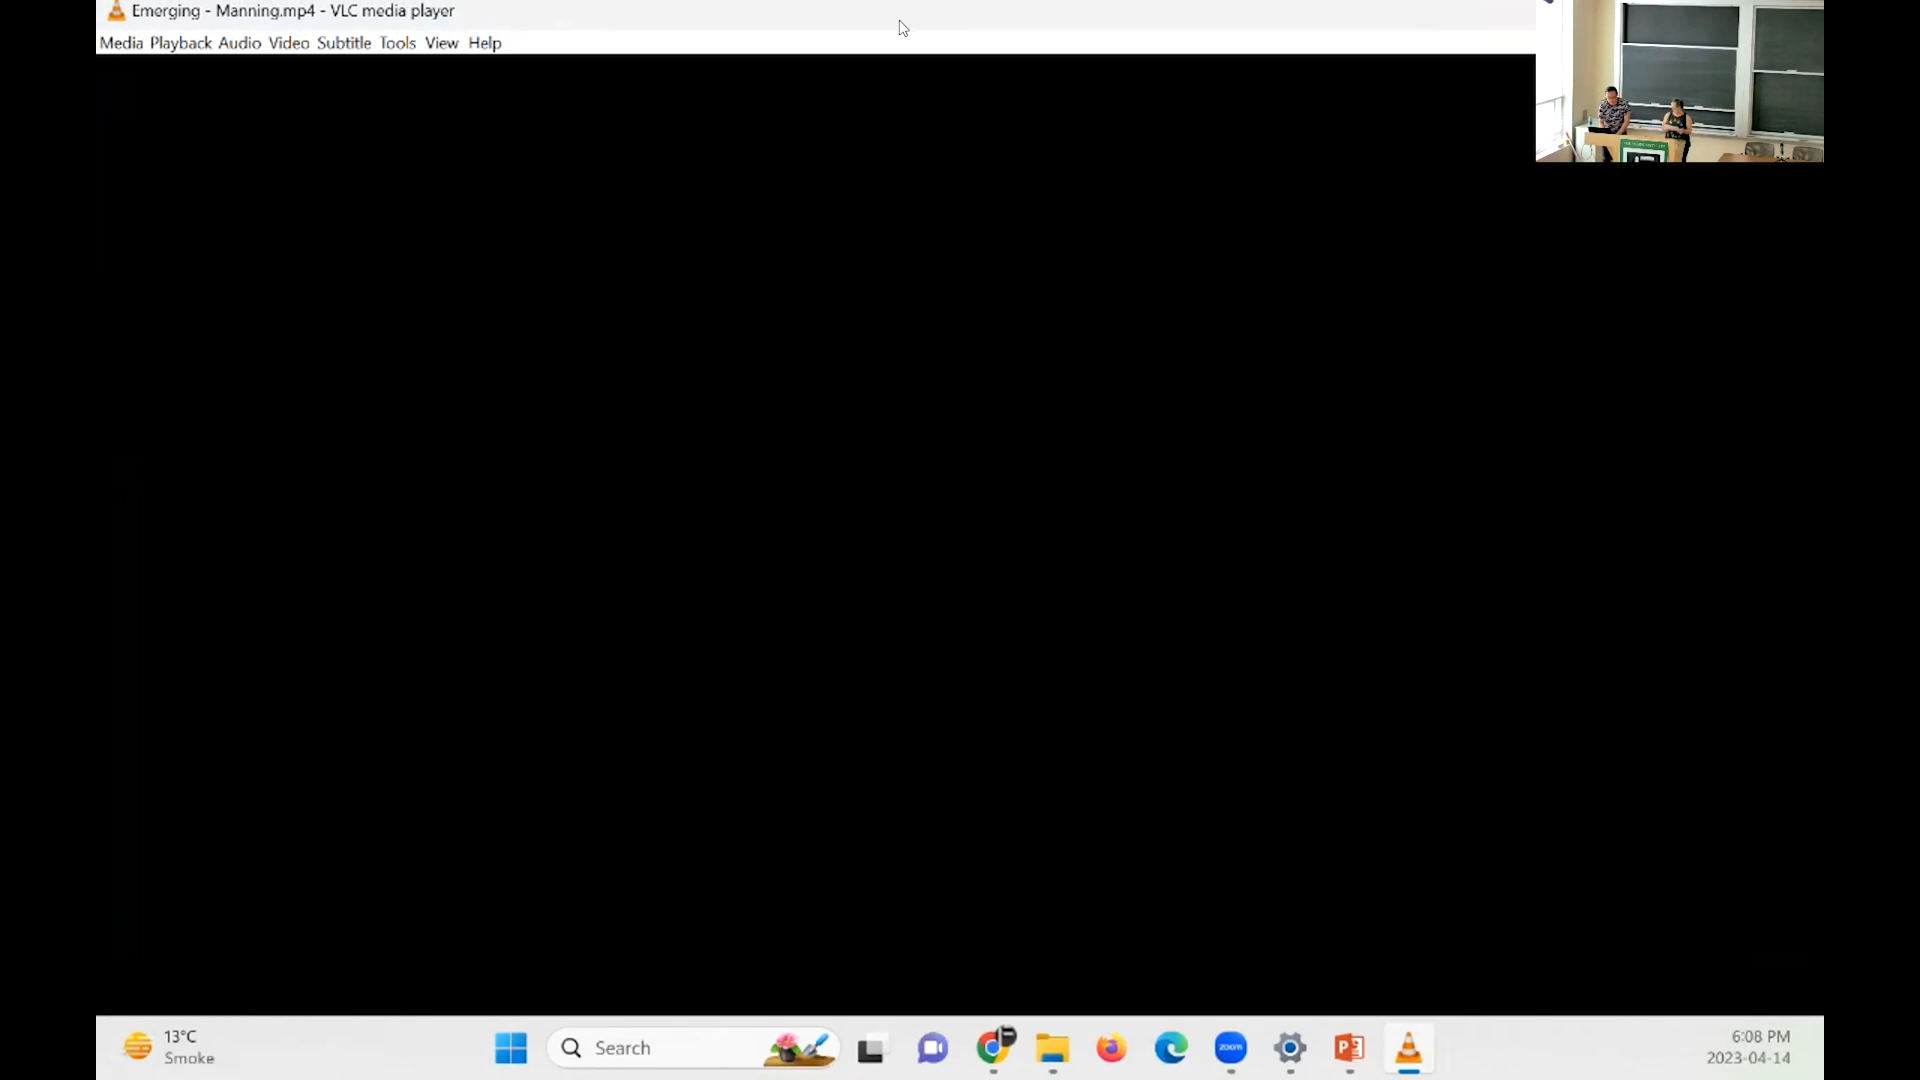 Emerging - Manning.mp4 - VLC media player
Media Playback Audio Video Subtitle Tools View Help
13°C
Smoke
Search
zoom
6:08 PM
2023-04-14